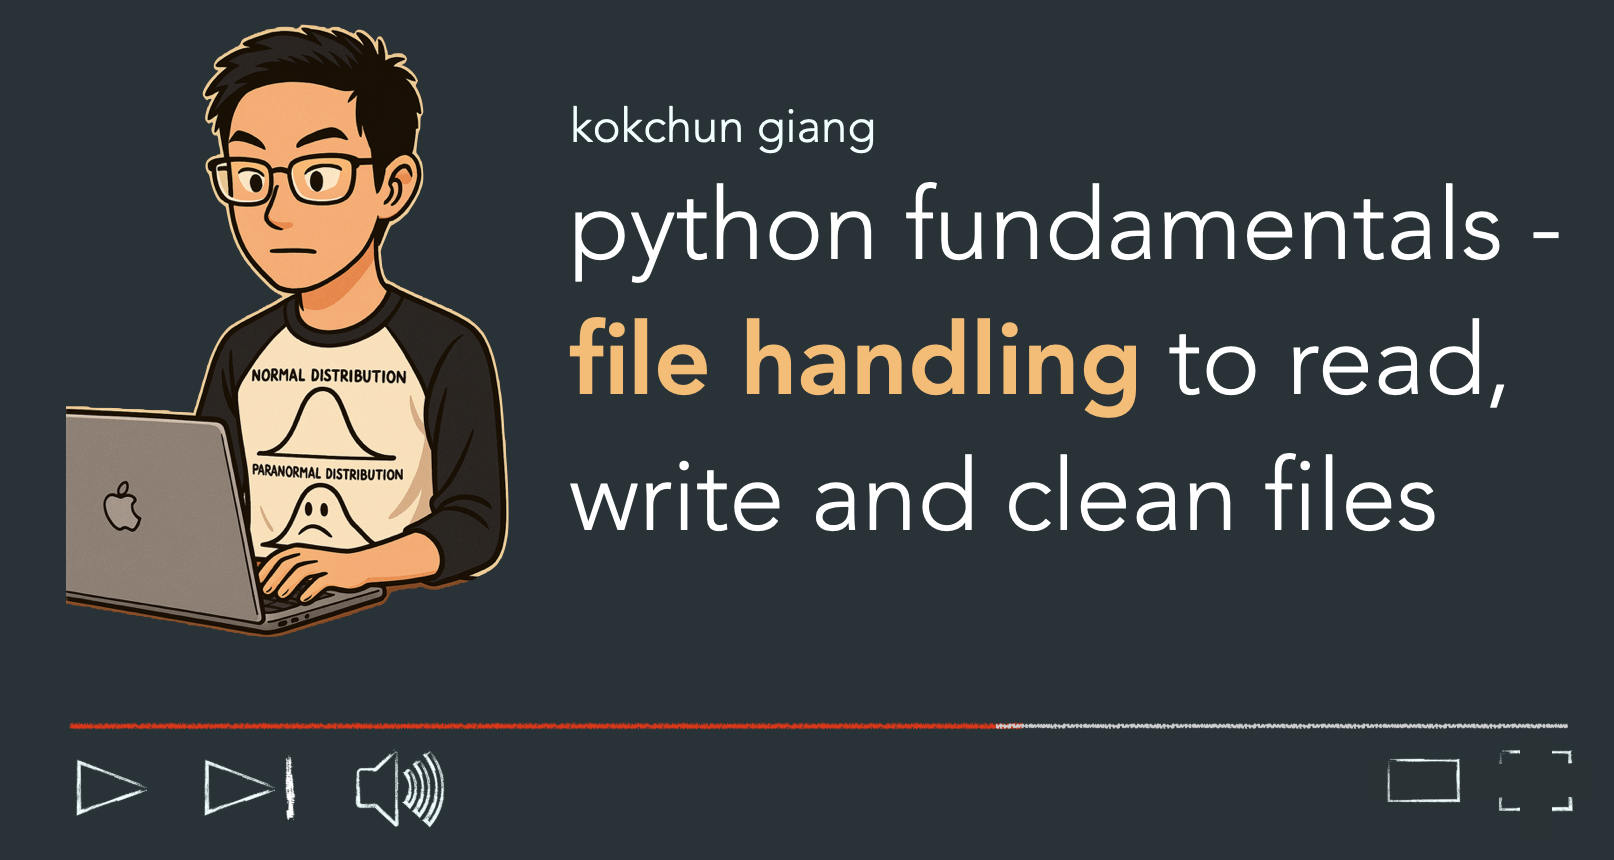 kokchun giang
python fundamentals -
file handling to read,
write and clean files
NORMAL DISTRIBUTION
PARANORMAL DISTRIBUTION